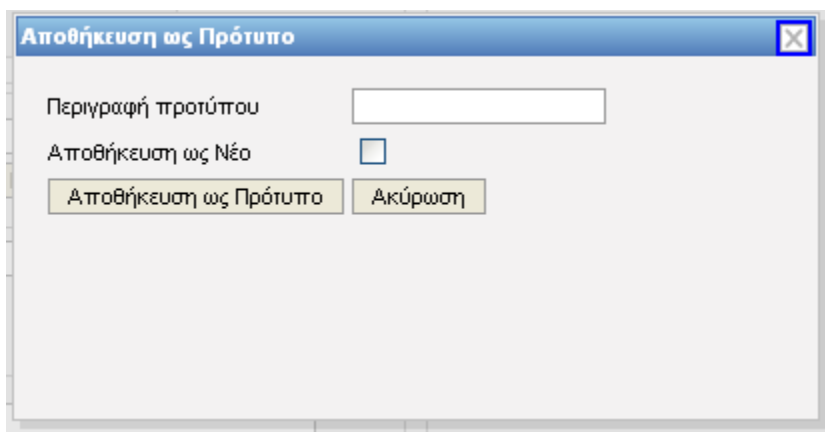 Αποθήκευση ως Πρότυπο
Περιγραφή προτύπου
Αποθήκευση ως Νέο
Αποθήκευση ως Πρότυπο Ακύρωση